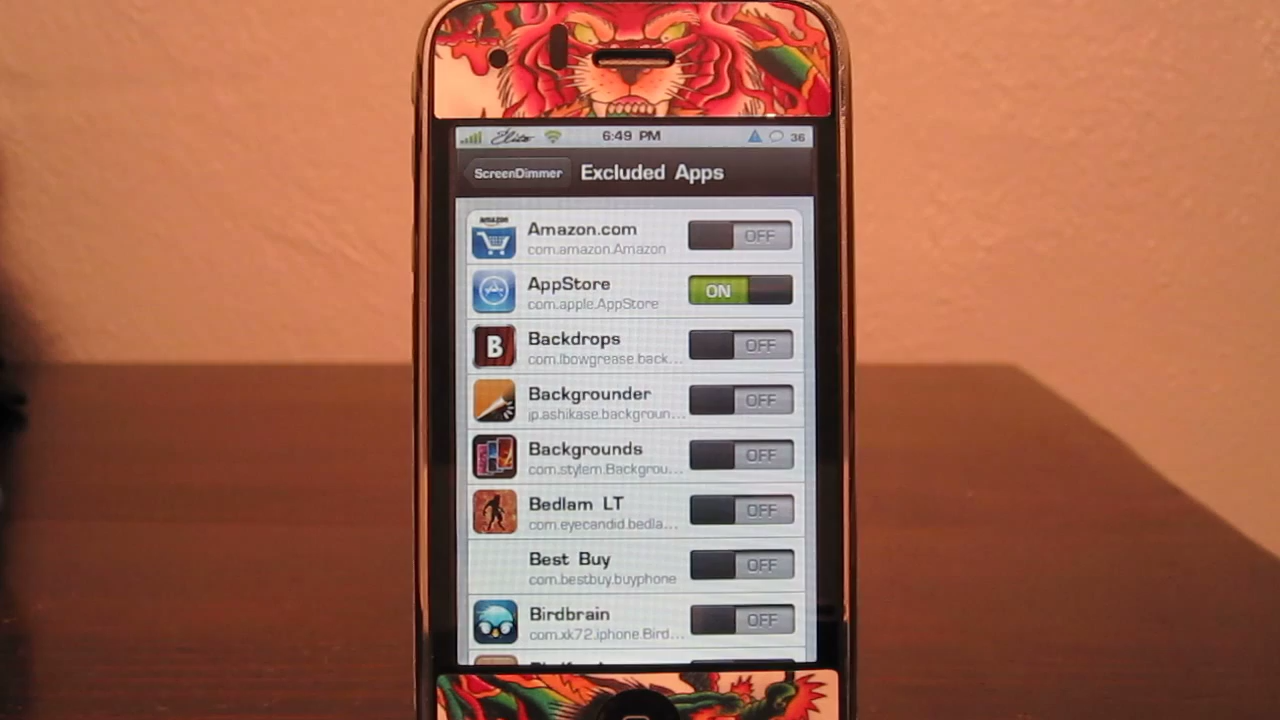 Elite 6:49 PM 36
ScreenDimmer Excluded Apps
amazon
Amazon.com OFF
com.amazon.Amazon
AppStore ON
com.apple.AppStore
B
Backdrops OFF
com.lbowgrease.back...
Backgrounder OFF
jp.ashikase.backgroun...
Backgrounds OFF
com.stylem.Backgrou...
Bedlam LT OFF
com.eyecandid.bedla...
Best Buy OFF
com.bestbuy.buyphone
Birdbrain OFF
com.xk72.iphone.Bird...